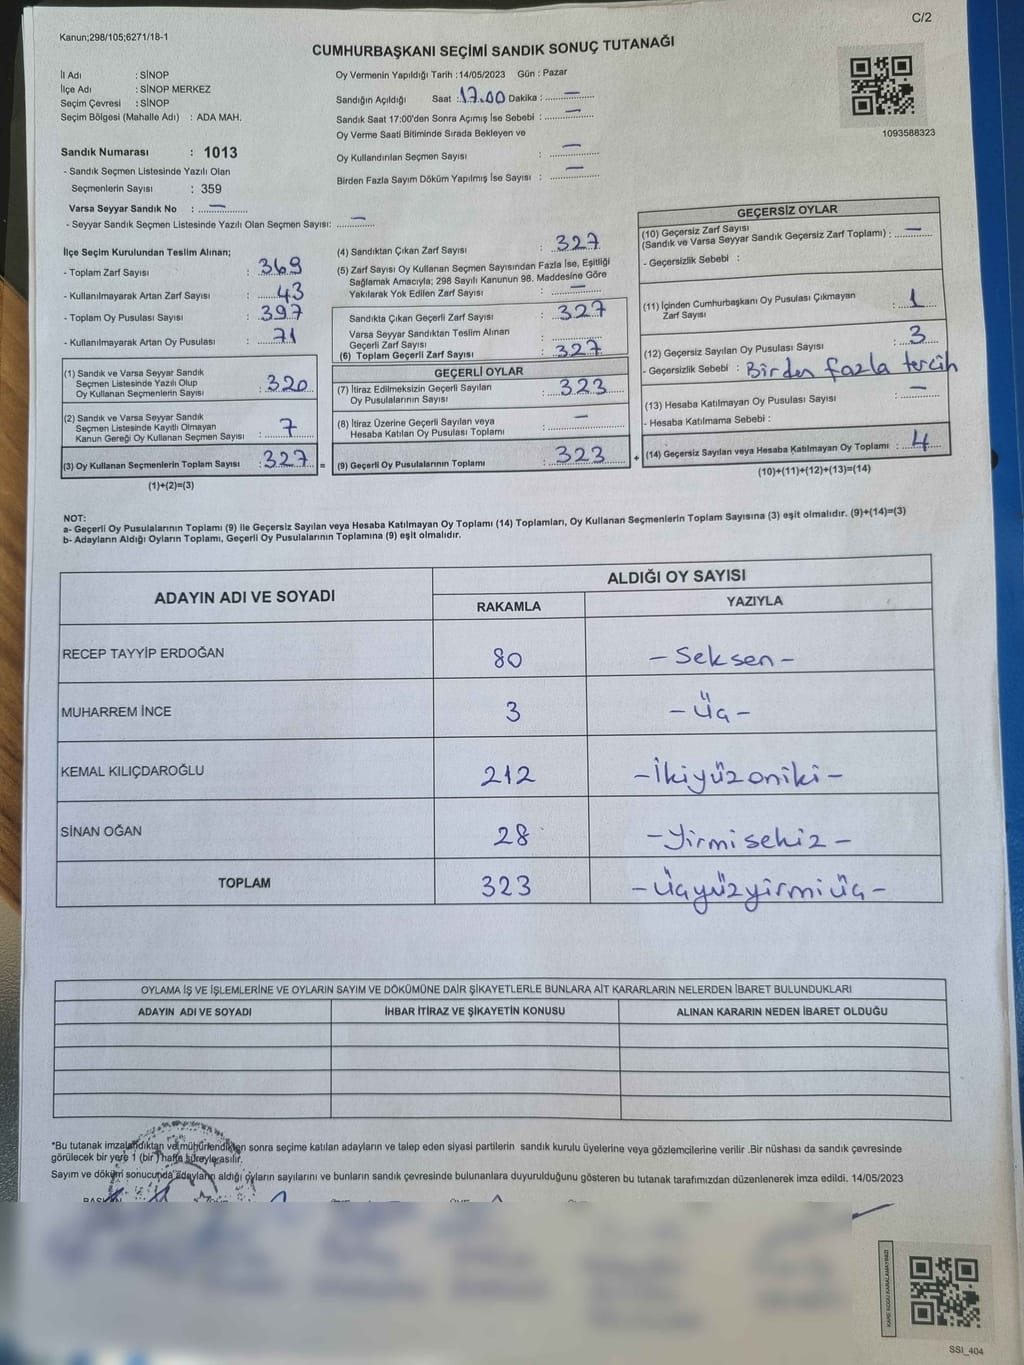 C/2
Kanun;298/105;6271/18-1
CUMHURBAŞKANI SEÇİMİ SANDIK SONUÇ TUTANAĞI
İl Adı : SİNOP
İlçe Adı : SİNOP MERKEZ
Seçim Çevresi : SİNOP
Seçim Bölgesi (Mahalle Adı) : ADA MAH.
Sandık Numarası : 1013
- Sandık Seçmen Listesinde Yazılı Olan
Seçmenlerin Sayısı : 359
Varsa Seyyar Sandık No : —
- Seyyar Sandık Seçmen Listesinde Yazılı Olan Seçmen Sayısı: —
Oy Vermenin Yapıldığı Tarih : 14/05/2023 Gün : Pazar
Sandığın Açıldığı Saat : 17.00 Dakika : —
Sandık Saat 17:00'den Sonra Açımış İse Sebebi : —
Oy Verme Saati Bitiminde Sırada Bekleyen ve
Oy Kullandırılan Seçmen Sayısı : —
Birden Fazla Sayım Döküm Yapılmış İse Sayısı : —
1093588323
İlçe Seçim Kurulundan Teslim Alınan;
- Toplam Zarf Sayısı : 369
- Kullanılmayarak Artan Zarf Sayısı : 43
- Toplam Oy Pusulası Sayısı : 397
- Kullanılmayarak Artan Oy Pusulası : 71
(1) Sandık ve Varsa Seyyar Sandık
Seçmen Listesinde Yazılı Olup
Oy Kullanan Seçmenlerin Sayısı : 320
(2) Sandık ve Varsa Seyyar Sandık
Seçmen Listesinde Kayıtlı Olmayan
Kanun Gereği Oy Kullanan Seçmen Sayısı : 7
(3) Oy Kullanan Seçmenlerin Toplam Sayısı : 327 =
(1)+(2)=(3)
(4) Sandıktan Çıkan Zarf Sayısı : 327
(5) Zarf Sayısı Oy Kullanan Seçmen Sayısından Fazla İse, Eşitliği
Sağlamak Amacıyla; 298 Sayılı Kanunun 98. Maddesine Göre
Yakılarak Yok Edilen Zarf Sayısı : —
Sandıkta Çıkan Geçerli Zarf Sayısı : 327
Varsa Seyyar Sandıktan Teslim Alınan
Geçerli Zarf Sayısı :
(6) Toplam Geçerli Zarf Sayısı : 327
GEÇERLİ OYLAR
(7) İtiraz Edilmeksizin Geçerli Sayılan
Oy Pusulalarının Sayısı : 323
(8) İtiraz Üzerine Geçerli Sayılan veya
Hesaba Katılan Oy Pusulası Toplamı : —
(9) Geçerli Oy Pusulalarının Toplamı : 323 +
GEÇERSİZ OYLAR
(10) Geçersiz Zarf Sayısı
(Sandık ve Varsa Seyyar Sandık Geçersiz Zarf Toplamı) : —
- Geçersizlik Sebebi :
(11) İçinden Cumhurbaşkanı Oy Pusulası Çıkmayan
Zarf Sayısı : 1
(12) Geçersiz Sayılan Oy Pusulası Sayısı : 3
- Geçersizlik Sebebi : Birden fazla tercih
(13) Hesaba Katılmayan Oy Pusulası Sayısı : —
- Hesaba Katılmama Sebebi :
(14) Geçersiz Sayılan veya Hesaba Katılmayan Oy Toplamı : 4
(10)+(11)+(12)+(13)=(14)
NOT:
a- Geçerli Oy Pusulalarının Toplamı (9) ile Geçersiz Sayılan veya Hesaba Katılmayan Oy Toplamı (14) Toplamları, Oy Kullanan Seçmenlerin Toplam Sayısına (3) eşit olmalıdır. (9)+(14)=(3)
b- Adayların Aldığı Oyların Toplamı, Geçerli Oy Pusulalarının Toplamına (9) eşit olmalıdır.
ADAYIN ADI VE SOYADI
ALDIĞI OY SAYISI
RAKAMLA YAZIYLA
RECEP TAYYİP ERDOĞAN 80 - Seksen -
MUHARREM İNCE 3 - Üç -
KEMAL KILIÇDAROĞLU 212 - İkiyüzoniki -
SİNAN OĞAN 28 - Yirmisekiz -
TOPLAM 323 - Üçyüzyirmiüç -
OYLAMA İŞ VE İŞLEMLERİNE VE OYLARIN SAYIM VE DÖKÜMÜNE DAİR ŞİKAYETLERLE BUNLARA AİT KARARLARIN NELERDEN İBARET BULUNDUKLARI
ADAYIN ADI VE SOYADI İHBAR İTİRAZ VE ŞİKAYETİN KONUSU ALINAN KARARIN NEDEN İBARET OLDUĞU
*Bu tutanak imzalandıktan ve mühürlendikten sonra seçime katılan adayların ve talep eden siyasi partilerin sandık kurulu üyelerine veya gözlemcilerine verilir .Bir nüshası da sandık çevresinde
görülecek bir yere 1 (bir) hafta süreyle asılır.
Sayım ve döküm sonucunda adayların aldığı oyların sayılarını ve bunların sandık çevresinde bulunanlara duyurulduğunu gösteren bu tutanak tarafımızdan düzenlenerek imza edildi. 14/05/2023
KARE KODU KARALAMAYINIZ!
SSI_404